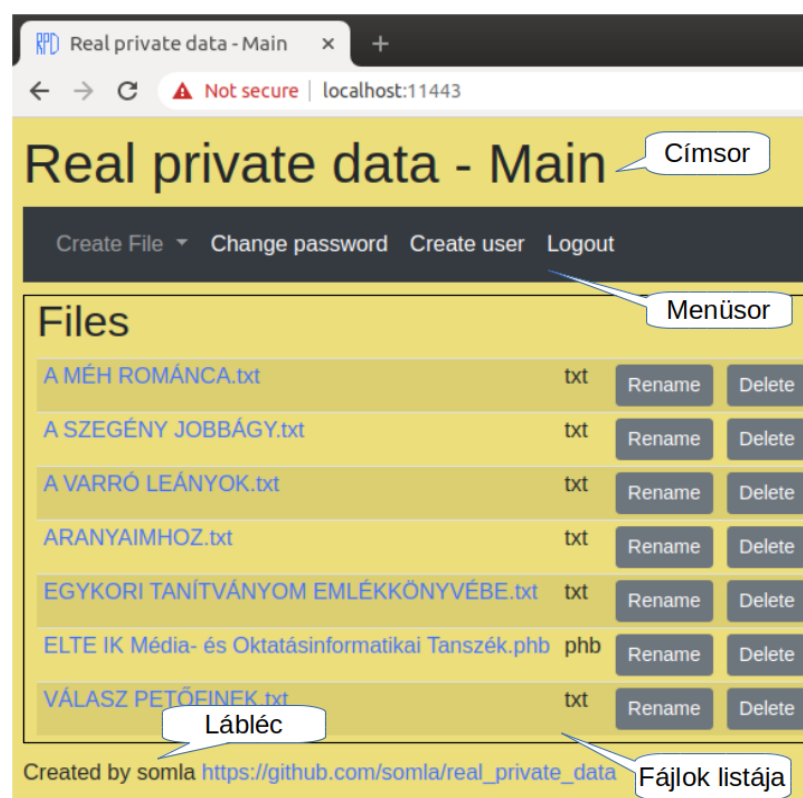 RPD Real private data - Main × +
Not secure | localhost:11443
Real private data - Main
Címsor
Create File Change password Create user Logout
Menüsor
Files
A MÉH ROMÁNCA.txt txt Rename Delete
A SZEGÉNY JOBBÁGY.txt txt Rename Delete
A VARRÓ LEÁNYOK.txt txt Rename Delete
ARANYAIMHOZ.txt txt Rename Delete
EGYKORI TANÍTVÁNYOM EMLÉKKÖNYVÉBE.txt txt Rename Delete
ELTE IK Média- és Oktatásinformatikai Tanszék.phb phb Rename Delete
VÁLASZ PETŐFINEK.txt txt Rename Delete
Lábléc
Created by somla https://github.com/somla/real_private_data
Fájlok listája